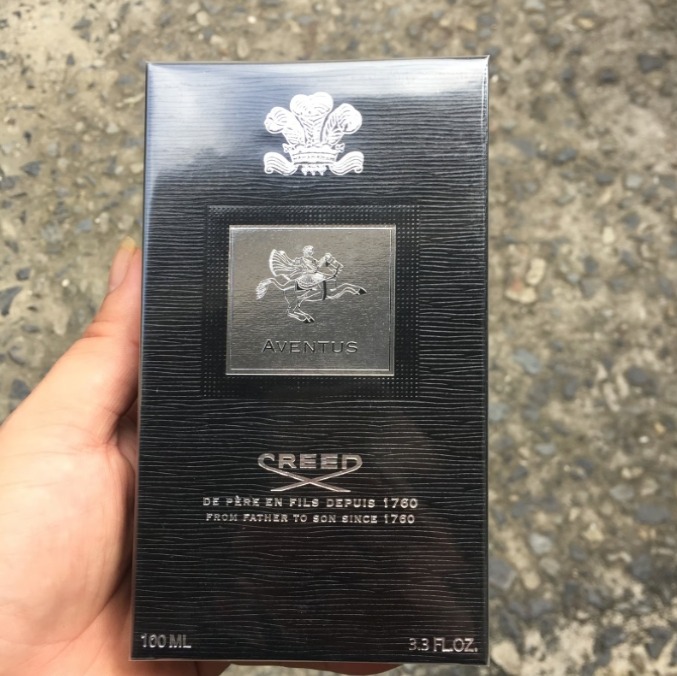 AVENTUS
CREED
DE PÈRE EN FILS DEPUIS 1760
FROM FATHER TO SON SINCE 1760
100 ML 3.3 FL.OZ.